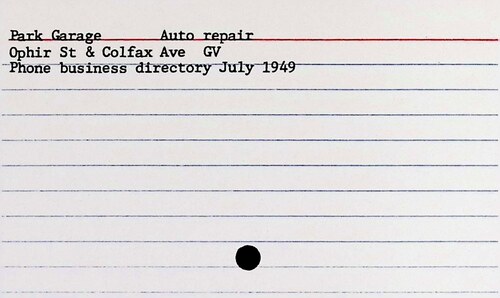 Park Garage Auto repair
Ophir St & Colfax Ave GV
Phone business directory July 1949